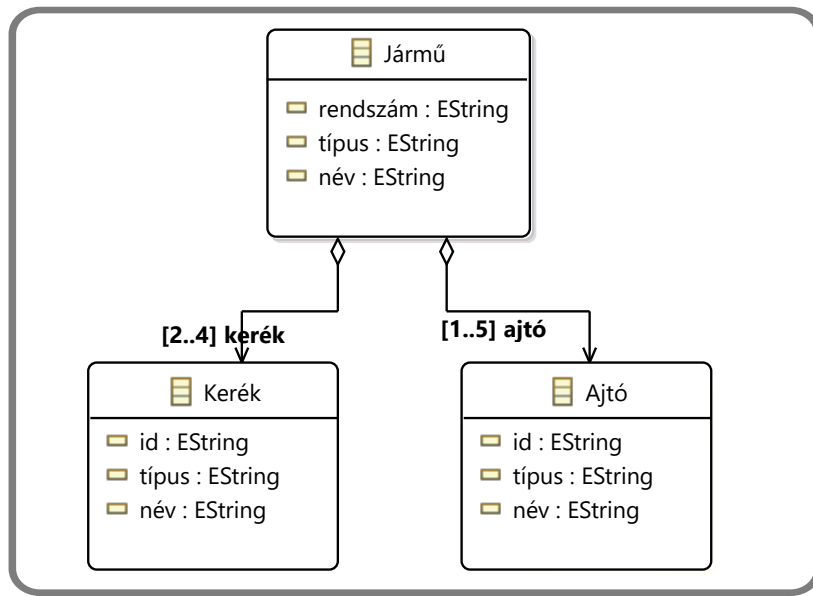 Jármű
rendszám : EString
típus : EString
név : EString
[2..4] kerék
[1..5] ajtó
Kerék
id : EString
típus : EString
név : EString
Ajtó
id : EString
típus : EString
név : EString